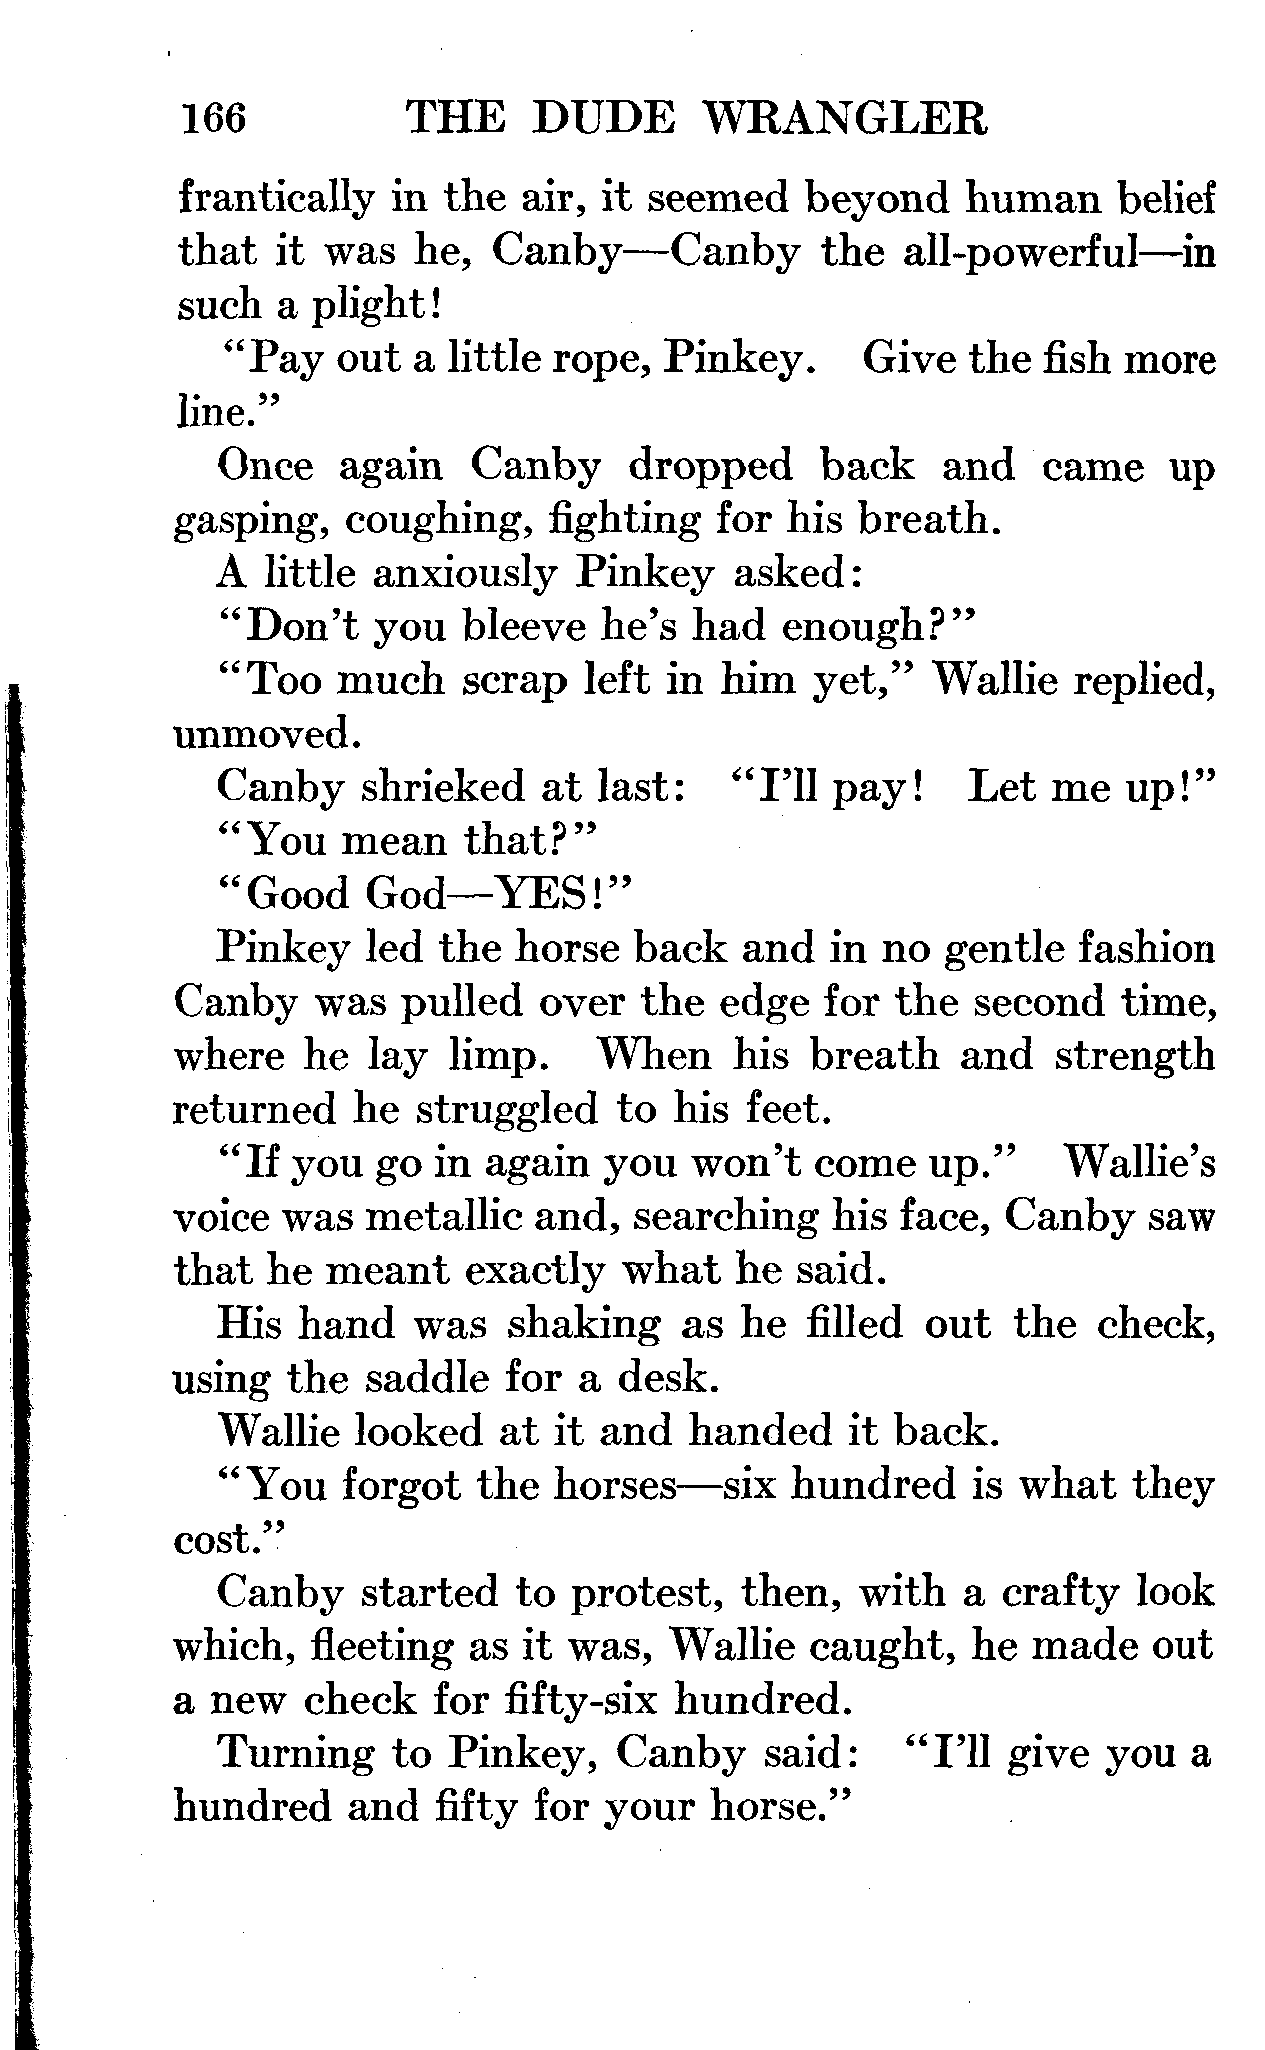 166 THE DUDE WRANGLER
frantically in the air, it seemed beyond human belief
that it was he, Canby—Canby the all-powerful—in
such a plight!
"Pay out a little rope, Pinkey. Give the fish more
line."
Once again Canby dropped back and came up
gasping, coughing, fighting for his breath.
A little anxiously Pinkey asked:
"Don't you bleeve he's had enough?"
"Too much scrap left in him yet," Wallie replied,
unmoved.
Canby shrieked at last: "I'll pay! Let me up!"
"You mean that?"
"Good God—YES!"
Pinkey led the horse back and in no gentle fashion
Canby was pulled over the edge for the second time,
where he lay limp. When his breath and strength
returned he struggled to his feet.
"If you go in again you won't come up." Wallie's
voice was metallic and, searching his face, Canby saw
that he meant exactly what he said.
His hand was shaking as he filled out the check,
using the saddle for a desk.
Wallie looked at it and handed it back.
"You forgot the horses—six hundred is what they
cost."
Canby started to protest, then, with a crafty look
which, fleeting as it was, Wallie caught, he made out
a new check for fifty-six hundred.
Turning to Pinkey, Canby said: "I'll give you a
hundred and fifty for your horse."